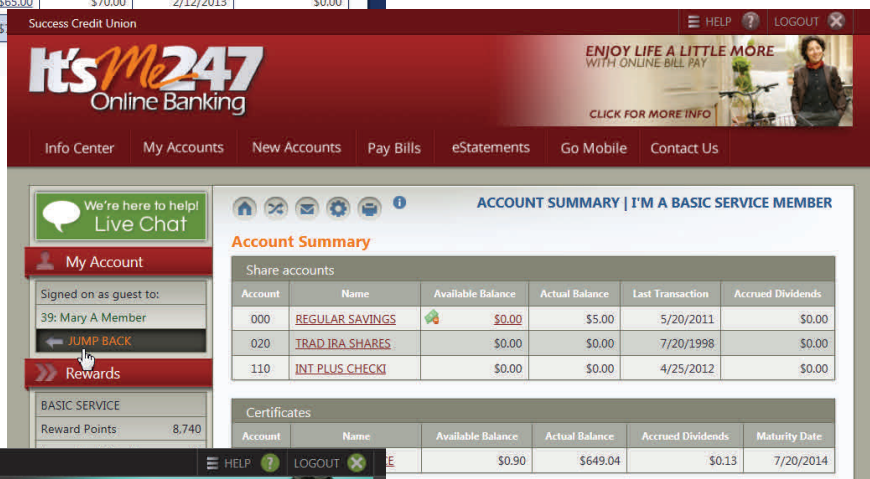 $65.00 $70.00 2/12/2013 $0.00
Success Credit Union HELP ? LOGOUT
It's Me 247
Online Banking
ENJOY LIFE A LITTLE MORE
WITH ONLINE BILL PAY
CLICK FOR MORE INFO
Info Center My Accounts New Accounts Pay Bills eStatements Go Mobile Contact Us
We're here to help!
Live Chat
ACCOUNT SUMMARY | I'M A BASIC SERVICE MEMBER
My Account
Signed on as guest to:
39: Mary A Member
JUMP BACK
Rewards
BASIC SERVICE
Reward Points 8,740
Account Summary
Share accounts
Account Name Available Balance Actual Balance Last Transaction Accrued Dividends
000 REGULAR SAVINGS $0.00 $5.00 5/20/2011 $0.00
020 TRAD IRA SHARES $0.00 $0.00 7/20/1998 $0.00
110 INT PLUS CHECKI $0.00 $0.00 4/25/2012 $0.00
Certificates
Account Name Available Balance Actual Balance Accrued Dividends Maturity Date
$0.90 $649.04 $0.13 7/20/2014
HELP ? LOGOUT